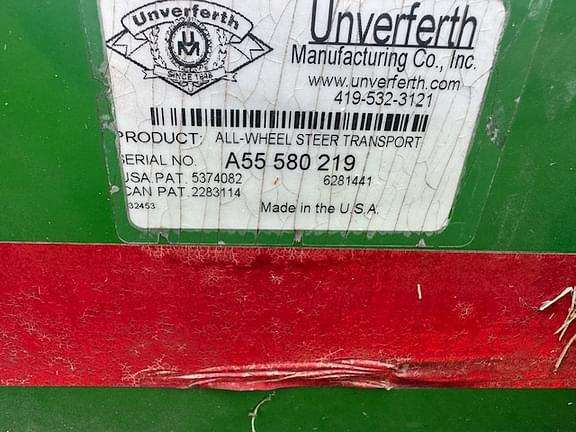 Unverferth
UM
SINCE 1948
Unverferth
Manufacturing Co., Inc.
www.unverferth.com
419-532-3121
PRODUCT: ALL-WHEEL STEER TRANSPORT
SERIAL NO. A55 580 219
USA PAT. 5374082 6281441
CAN PAT. 2283114
32453 Made in the U.S.A.